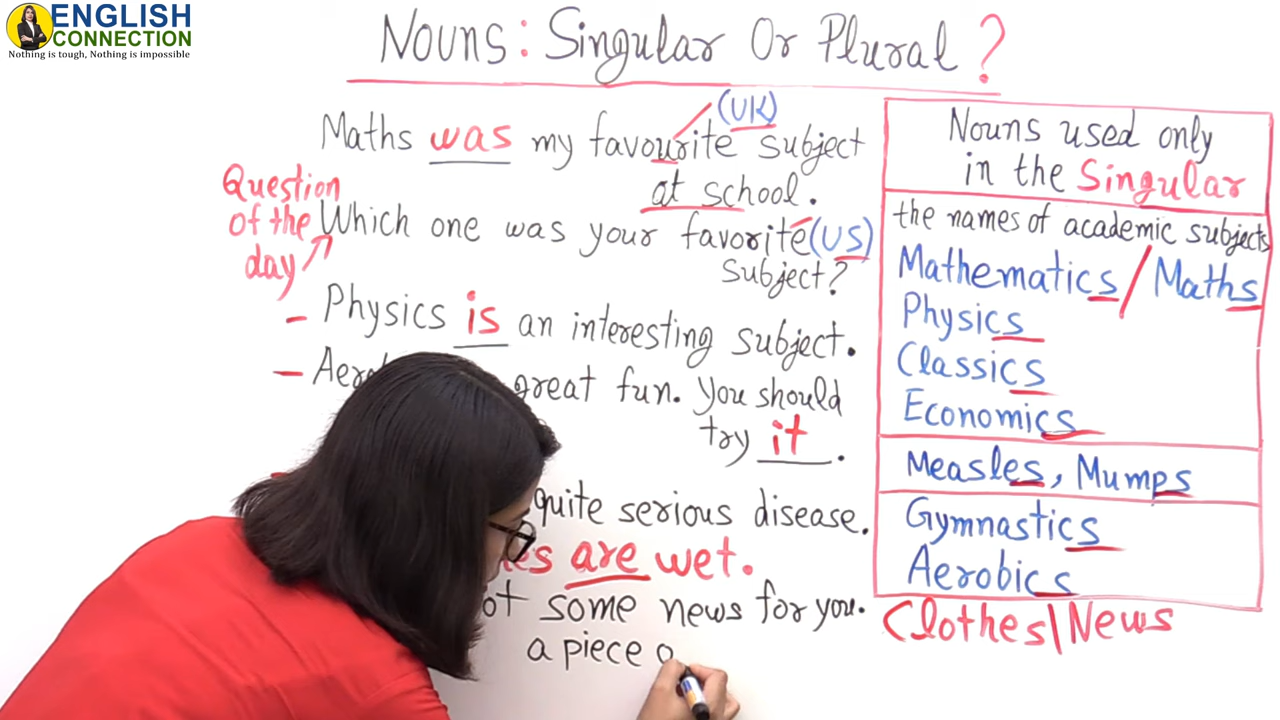 ENGLISH
CONNECTION
Nothing is tough, Nothing is impossible
Nouns: Singular Or Plural?
Maths was my favourite subject
(UK)
at school.
Question
of the
day
Which one was your favorite (US)
subject?
- Physics is an interesting subject.
- great fun. You should
try it.
quite serious disease.
are wet.
some news for you.
a piece
Nouns used only
in the Singular
the names of academic subjects
Mathematics / Maths
Physics
Classics
Economics
Measles, Mumps
Gymnastics
Aerobics
Clothes/News